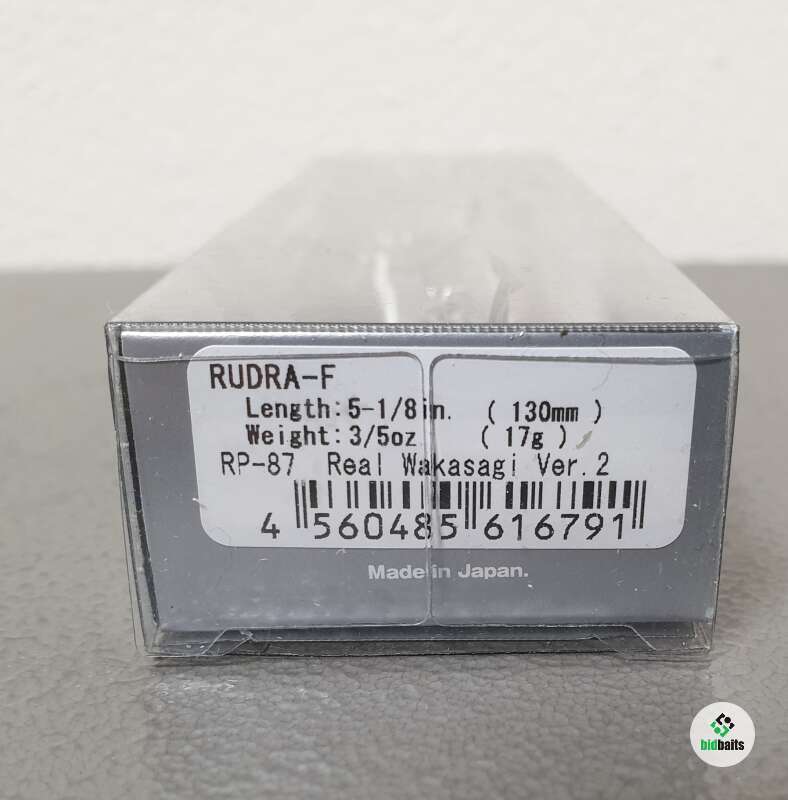 RUDRA-F
Length:5-1/8in. ( 130mm )
Weight:3/5oz ( 17g )
RP-87 Real Wakasagi Ver.2
4 560485 616791
Made in Japan.
bidbaits